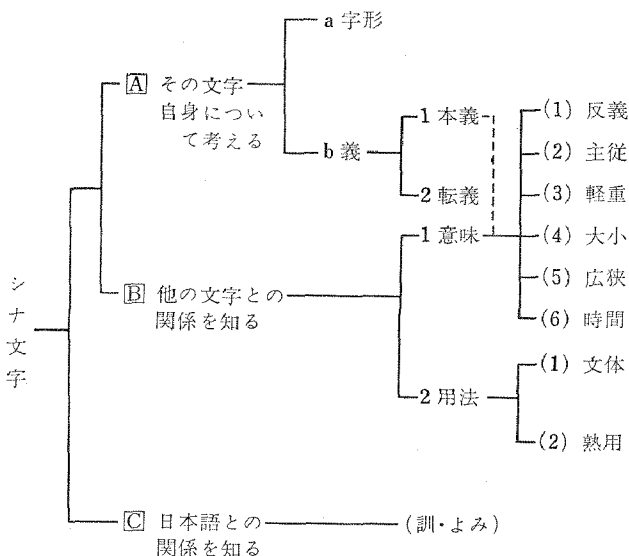 シナ文字
A その文字自身について考える
a 字形
b 義
1 本義
2 転義
B 他の文字との関係を知る
1 意味
(1) 反義
(2) 主従
(3) 軽重
(4) 大小
(5) 広狭
(6) 時間
2 用法
(1) 文体
(2) 熟用
C 日本語との関係を知る
(訓・よみ)